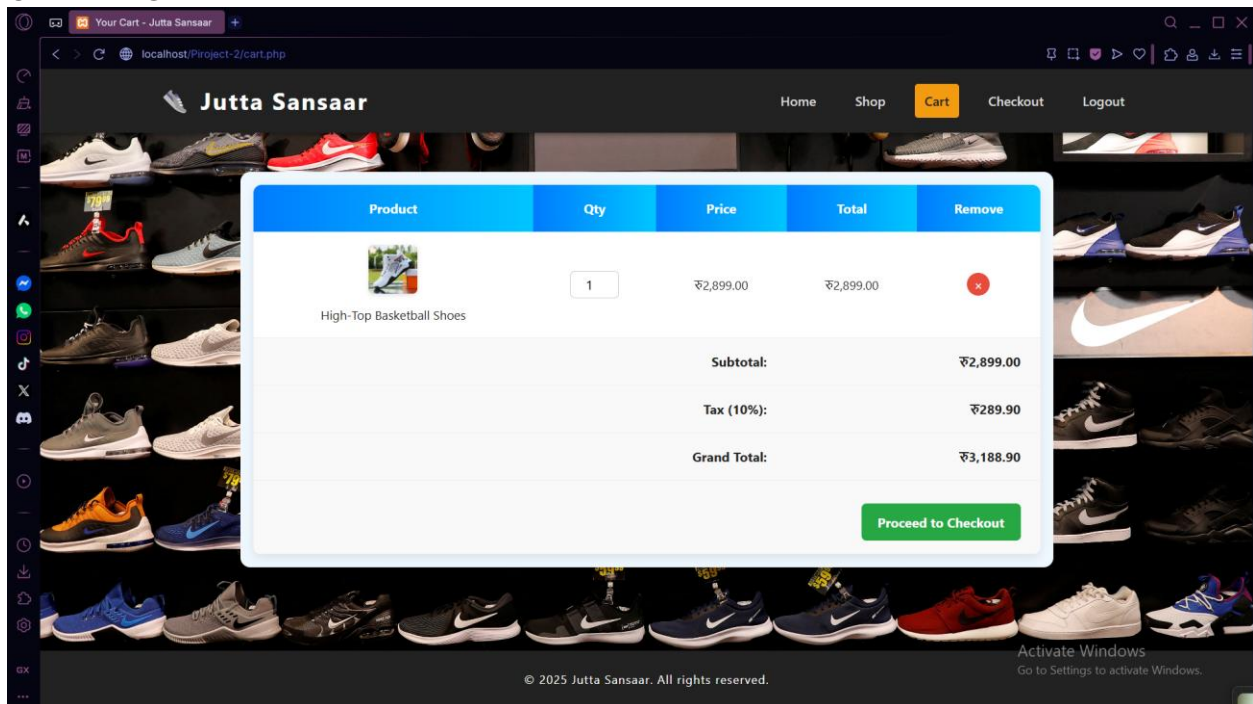 Your Cart - Jutta Sansaar
localhost/Piroject-2/cart.php
Jutta Sansaar
Home Shop Cart Checkout Logout
Product Qty Price Total Remove
1 रु2,899.00 रु2,899.00 ×
High-Top Basketball Shoes
Subtotal: रु2,899.00
Tax (10%): रु289.90
Grand Total: रु3,188.90
Proceed to Checkout
Activate Windows
Go to Settings to activate Windows.
© 2025 Jutta Sansaar. All rights reserved.
GX